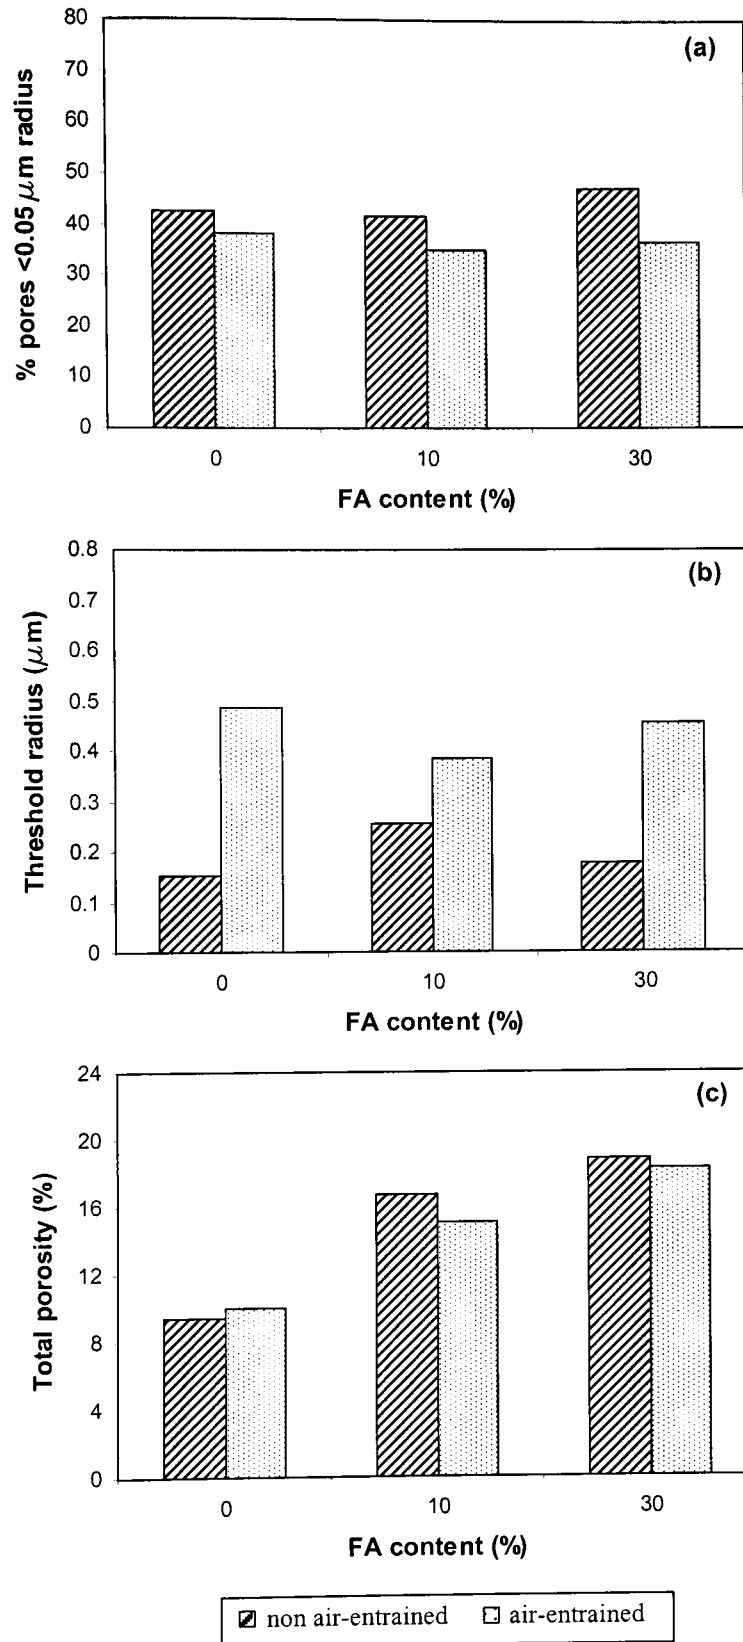 (a)
80
70
60
50
40
30
20
10
0
% pores <0.05 μm radius
0 10 30
FA content (%)
(b)
0.8
0.7
0.6
0.5
0.4
0.3
0.2
0.1
0
Threshold radius (μm)
0 10 30
FA content (%)
(c)
24
20
16
12
8
4
0
Total porosity (%)
0 10 30
FA content (%)
non air-entrained air-entrained